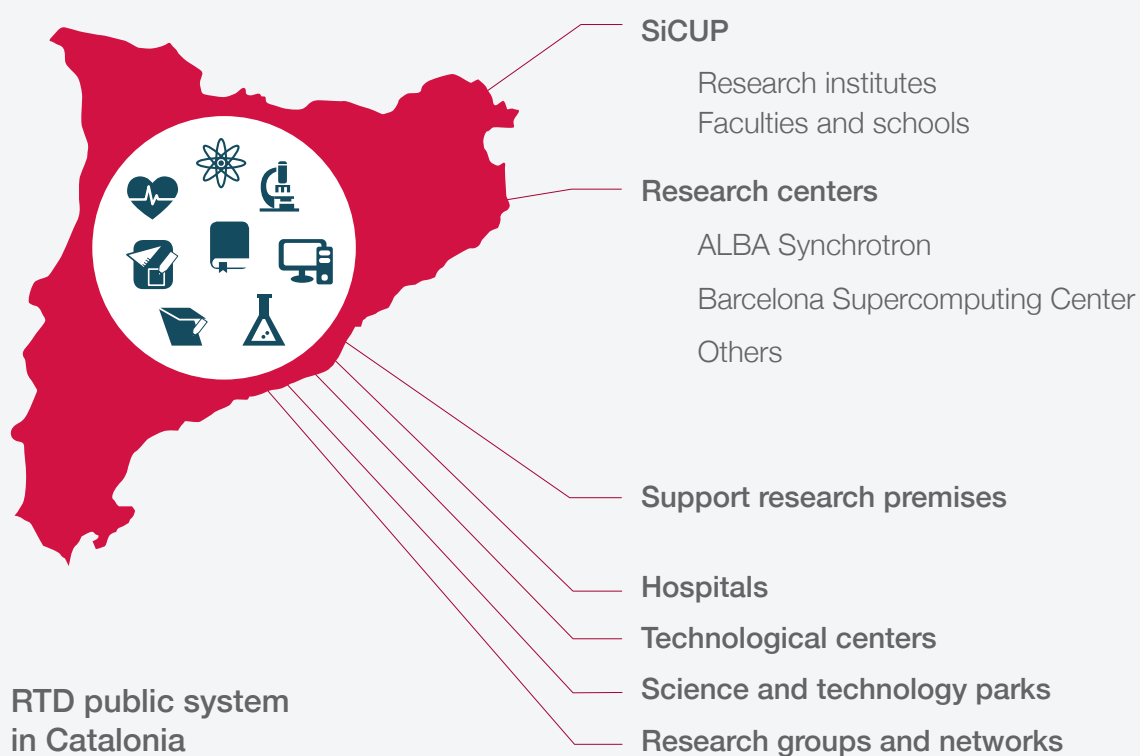 SiCUP
Research institutes
Faculties and schools
Research centers
ALBA Synchrotron
Barcelona Supercomputing Center
Others
Support research premises
Hospitals
Technological centers
Science and technology parks
Research groups and networks
RTD public system
in Catalonia